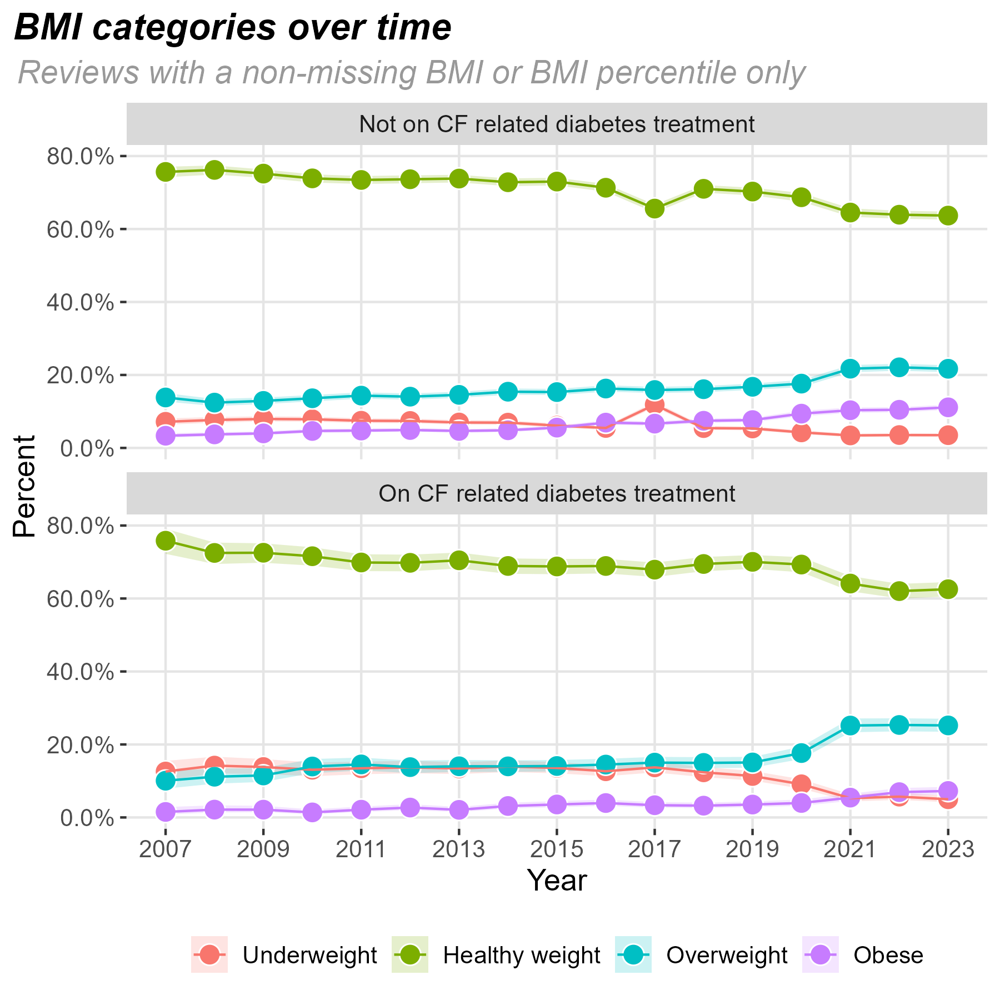 BMI categories over time
Reviews with a non-missing BMI or BMI percentile only
Not on CF related diabetes treatment
80.0%
60.0%
40.0%
20.0%
0.0%
Percent
On CF related diabetes treatment
80.0%
60.0%
40.0%
20.0%
0.0%
2007 2009 2011 2013 2015 2017 2019 2021 2023
Year
Underweight Healthy weight Overweight Obese